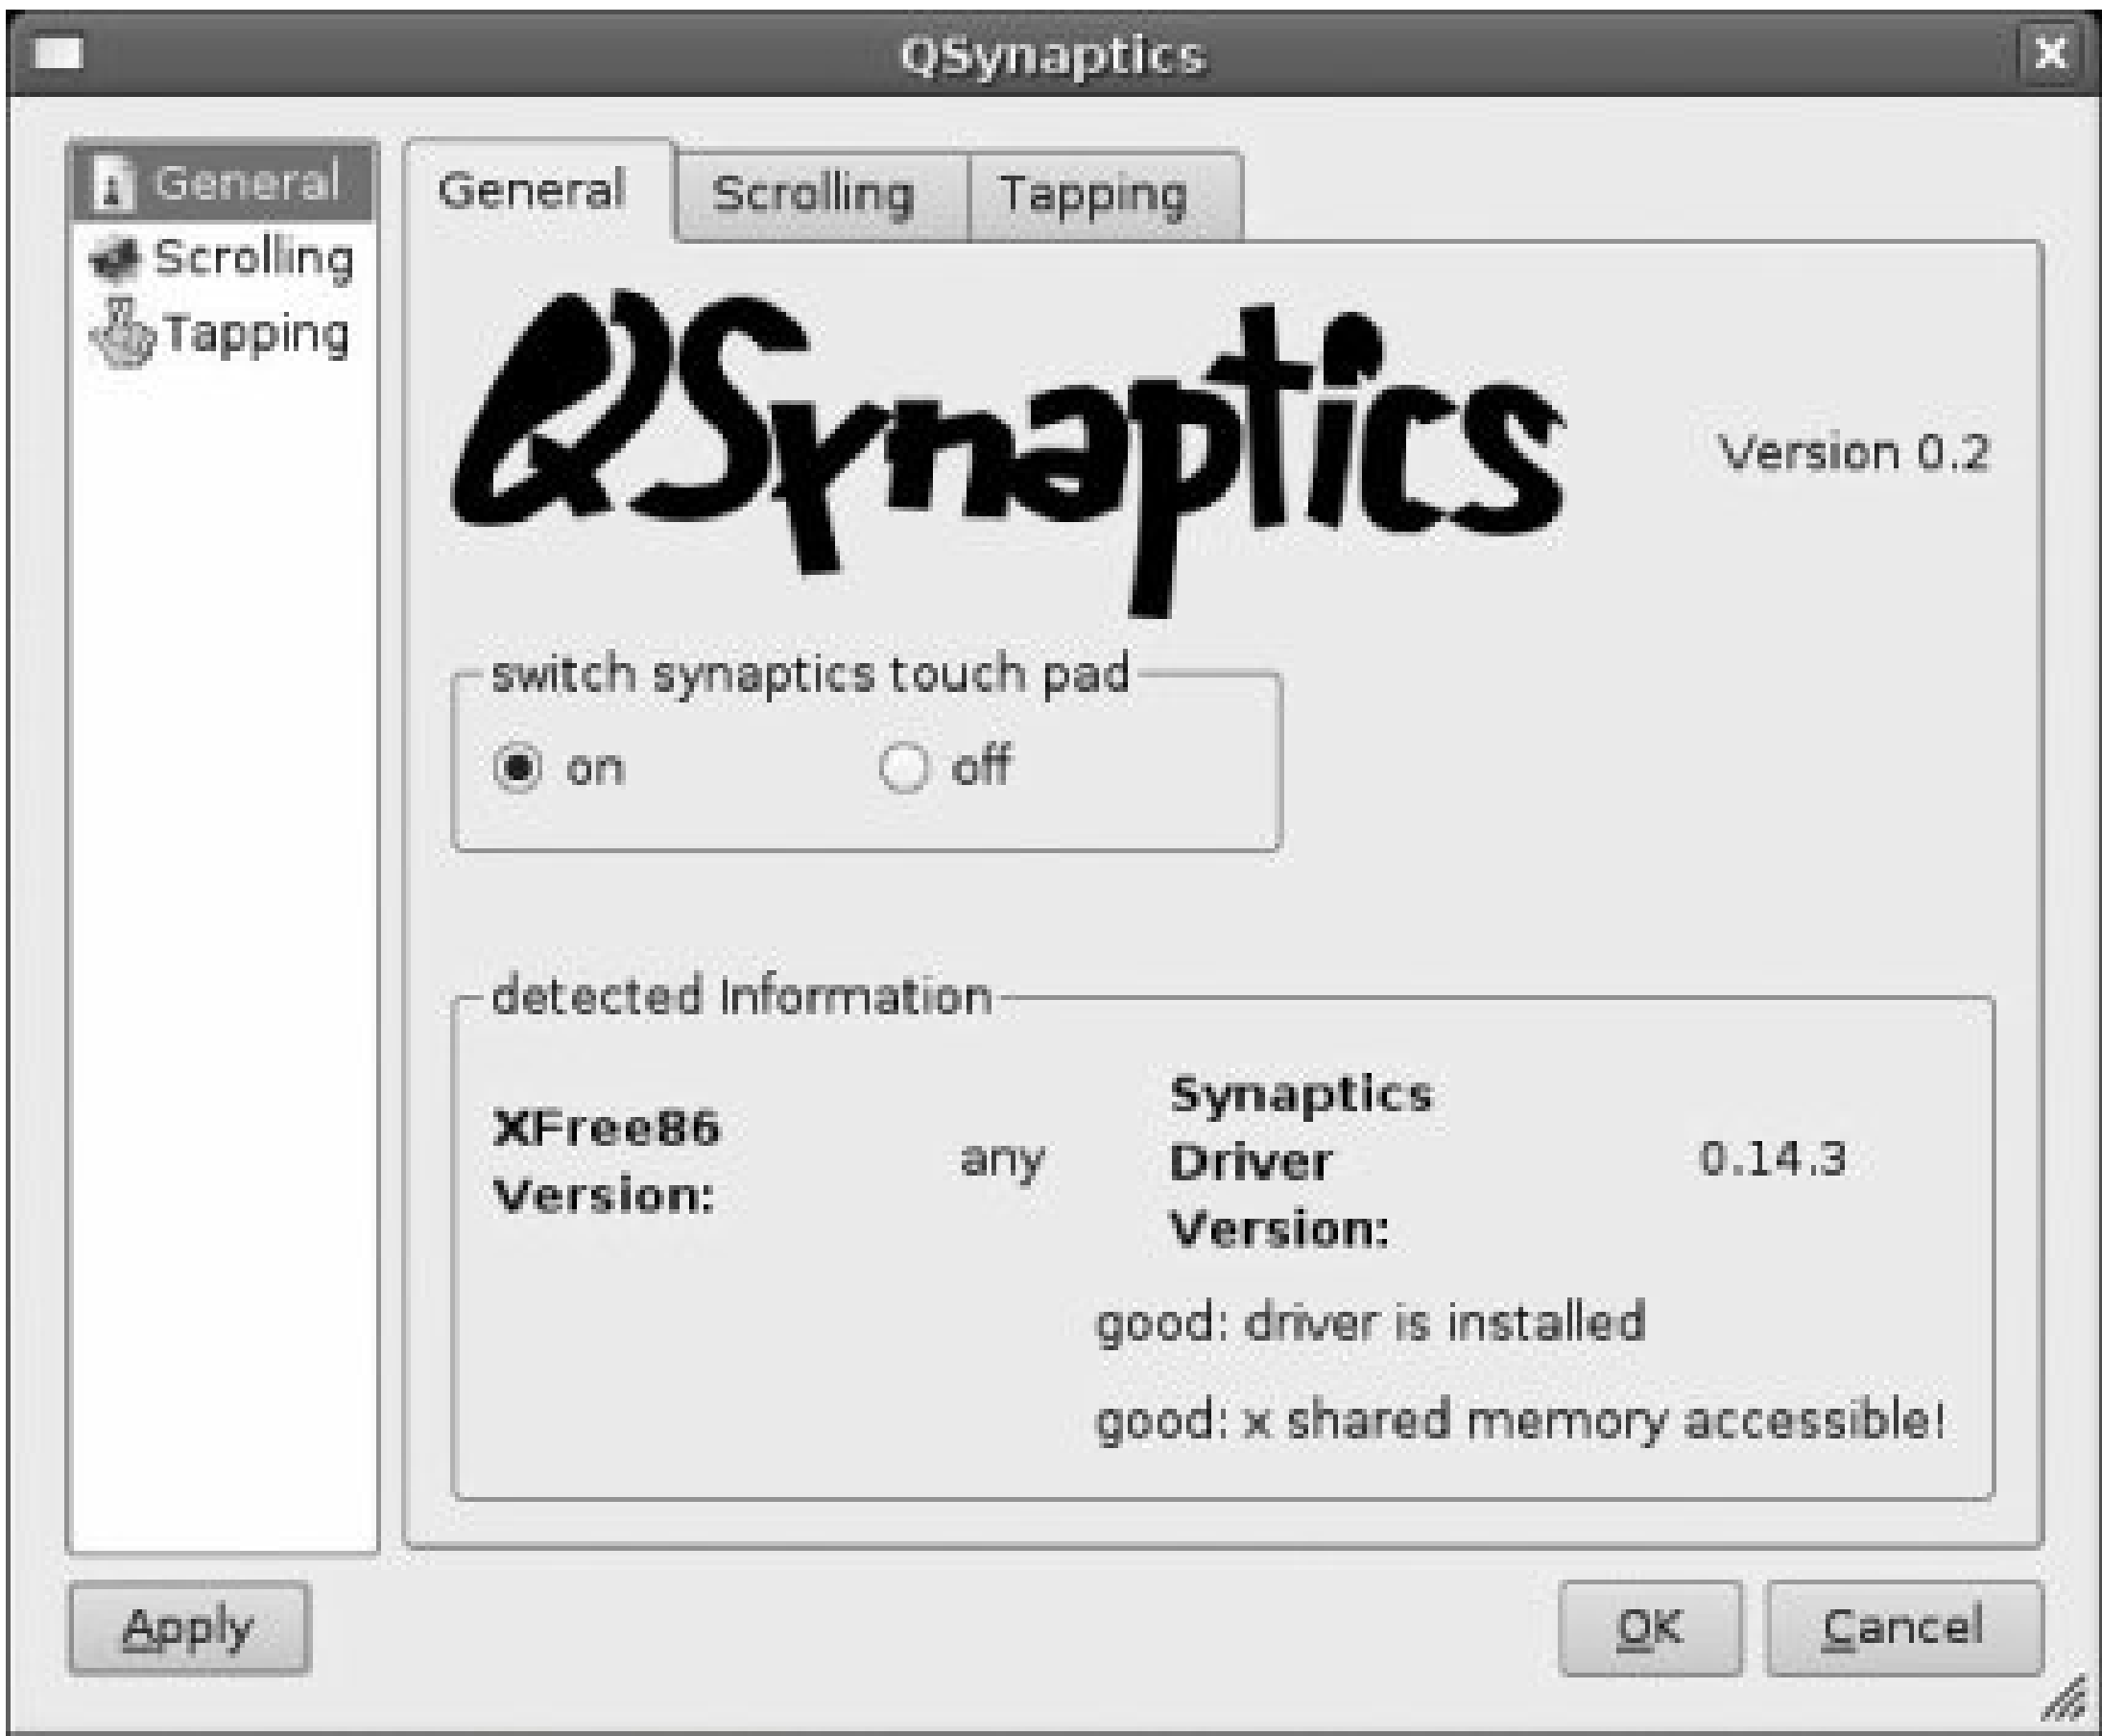 QSynaptics
General
Scrolling
Tapping
General Scrolling Tapping
QSynaptics
Version 0.2
switch synaptics touch pad
on off
detected Information
XFree86
Version:
any
Synaptics
Driver
Version:
0.14.3
good: driver is installed
good: x shared memory accessible!
Apply OK Cancel